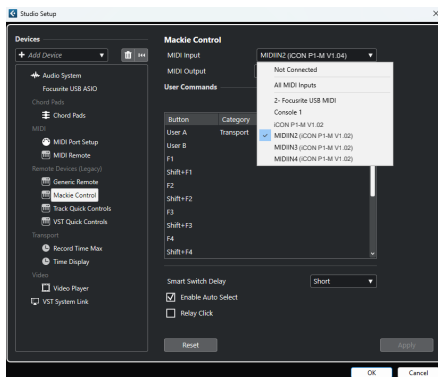 Studio Setup
Devices
+ Add Device
Audio System
Focusrite USB ASIO
Chord Pads
Chord Pads
MIDI
MIDI Port Setup
MIDI Remote
Remote Devices (Legacy)
Generic Remote
Mackie Control
Track Quick Controls
VST Quick Controls
Transport
Record Time Max
Time Display
Video
Video Player
VST System Link
Mackie Control
MIDI Input
MIDIIN2 (iCON P1-M V1.04)
MIDI Output
User Commands
Not Connected
All MIDI Inputs
2- Focusrite USB MIDI
Console 1
iCON P1-M V1.02
MIDIIN2 (iCON P1-M V1.02)
MIDIIN3 (iCON P1-M V1.02)
MIDIIN4 (iCON P1-M V1.02)
Button Category
User A Transport
User B
F1
Shift+F1
F2
Shift+F2
F3
Shift+F3
F4
Shift+F4
Smart Switch Delay Short
Enable Auto Select
Relay Click
Reset Apply
OK Cancel